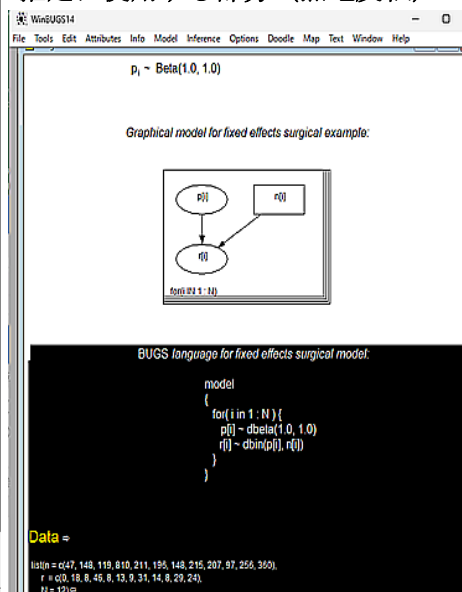 WinBUGS14
File Tools Edit Attributes Info Model Inference Options Doodle Map Text Window Help
pi ~ Beta(1.0, 1.0)
Graphical model for fixed effects surgical example:
p[i]
n[i]
r[i]
for(i IN 1 : N)
BUGS language for fixed effects surgical model:
model
{
for( i in 1 : N ) {
p[i] ~ dbeta(1.0, 1.0)
r[i] ~ dbin(p[i], n[i])
}
}
Data ⇨
list(n = c(47, 148, 119, 810, 211, 196, 148, 215, 207, 97, 256, 360),
r = c(0, 18, 8, 46, 8, 13, 9, 31, 14, 8, 29, 24),
N = 12)